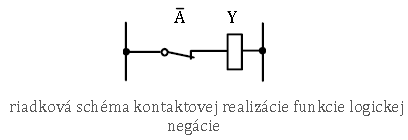 Ā Y
riadková schéma kontaktovej realizácie funkcie logickej
negácie